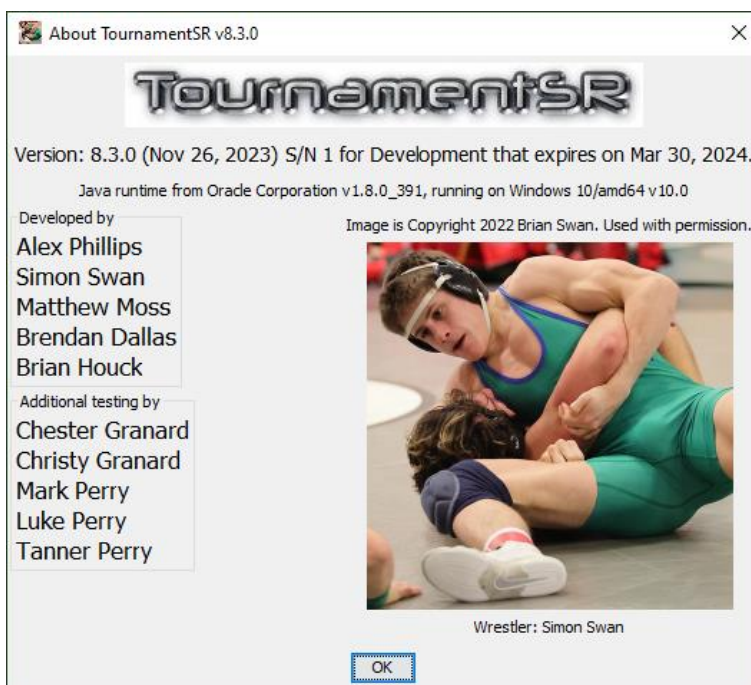 About TournamentSR v8.3.0
TournamentSR
Version: 8.3.0 (Nov 26, 2023) S/N 1 for Development that expires on Mar 30, 2024.
Java runtime from Oracle Corporation v1.8.0_391, running on Windows 10/amd64 v10.0
Developed by
Alex Phillips
Simon Swan
Matthew Moss
Brendan Dallas
Brian Houck
Additional testing by
Chester Granard
Christy Granard
Mark Perry
Luke Perry
Tanner Perry
Image is Copyright 2022 Brian Swan. Used with permission.
Wrestler: Simon Swan
OK